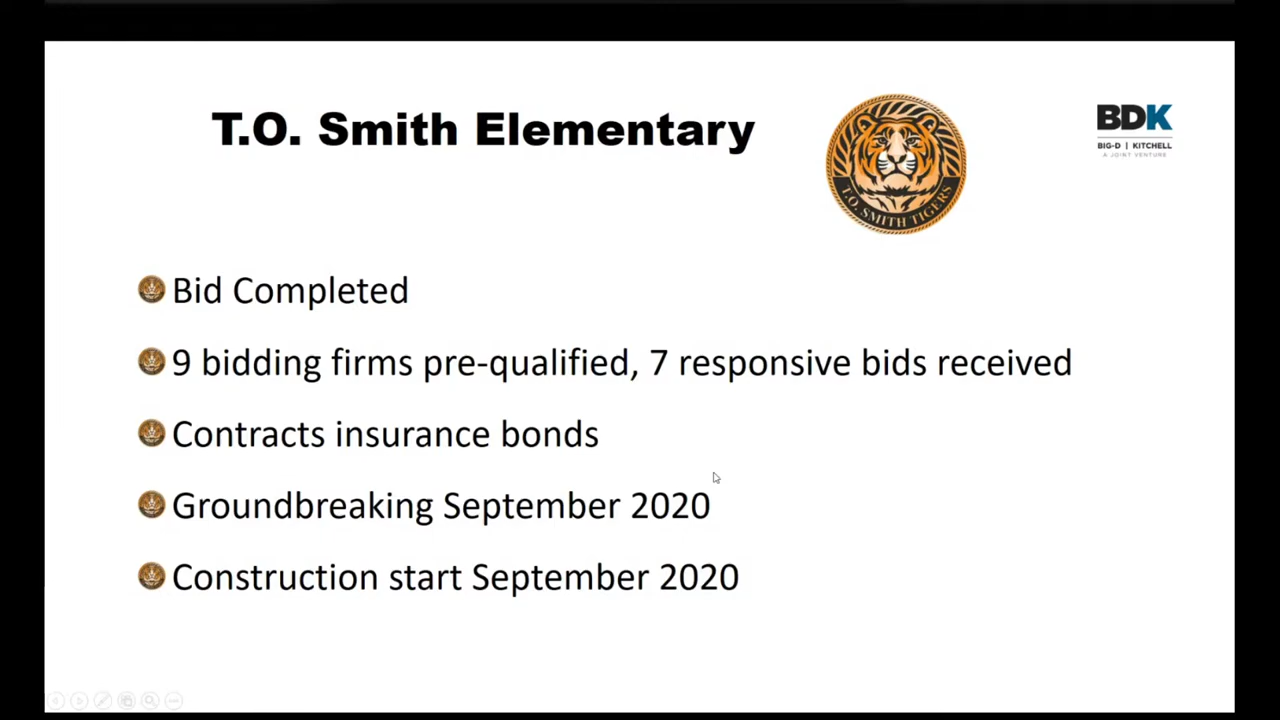 T.O. Smith Elementary
T.O. SMITH TIGERS
BDK
BIG-D | KITCHELL
A JOINT VENTURE
Bid Completed
9 bidding firms pre-qualified, 7 responsive bids received
Contracts insurance bonds
Groundbreaking September 2020
Construction start September 2020